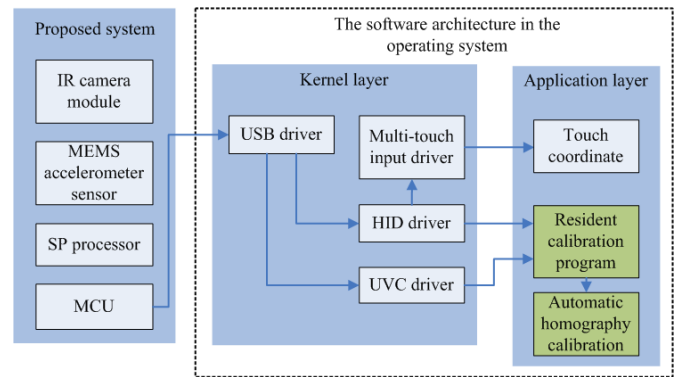 Proposed system
IR camera
module
MEMS
accelerometer
sensor
SP processor
MCU
The software architecture in the
operating system
Kernel layer
USB driver
Multi-touch
input driver
HID driver
UVC driver
Application layer
Touch
coordinate
Resident
calibration
program
Automatic
homography
calibration